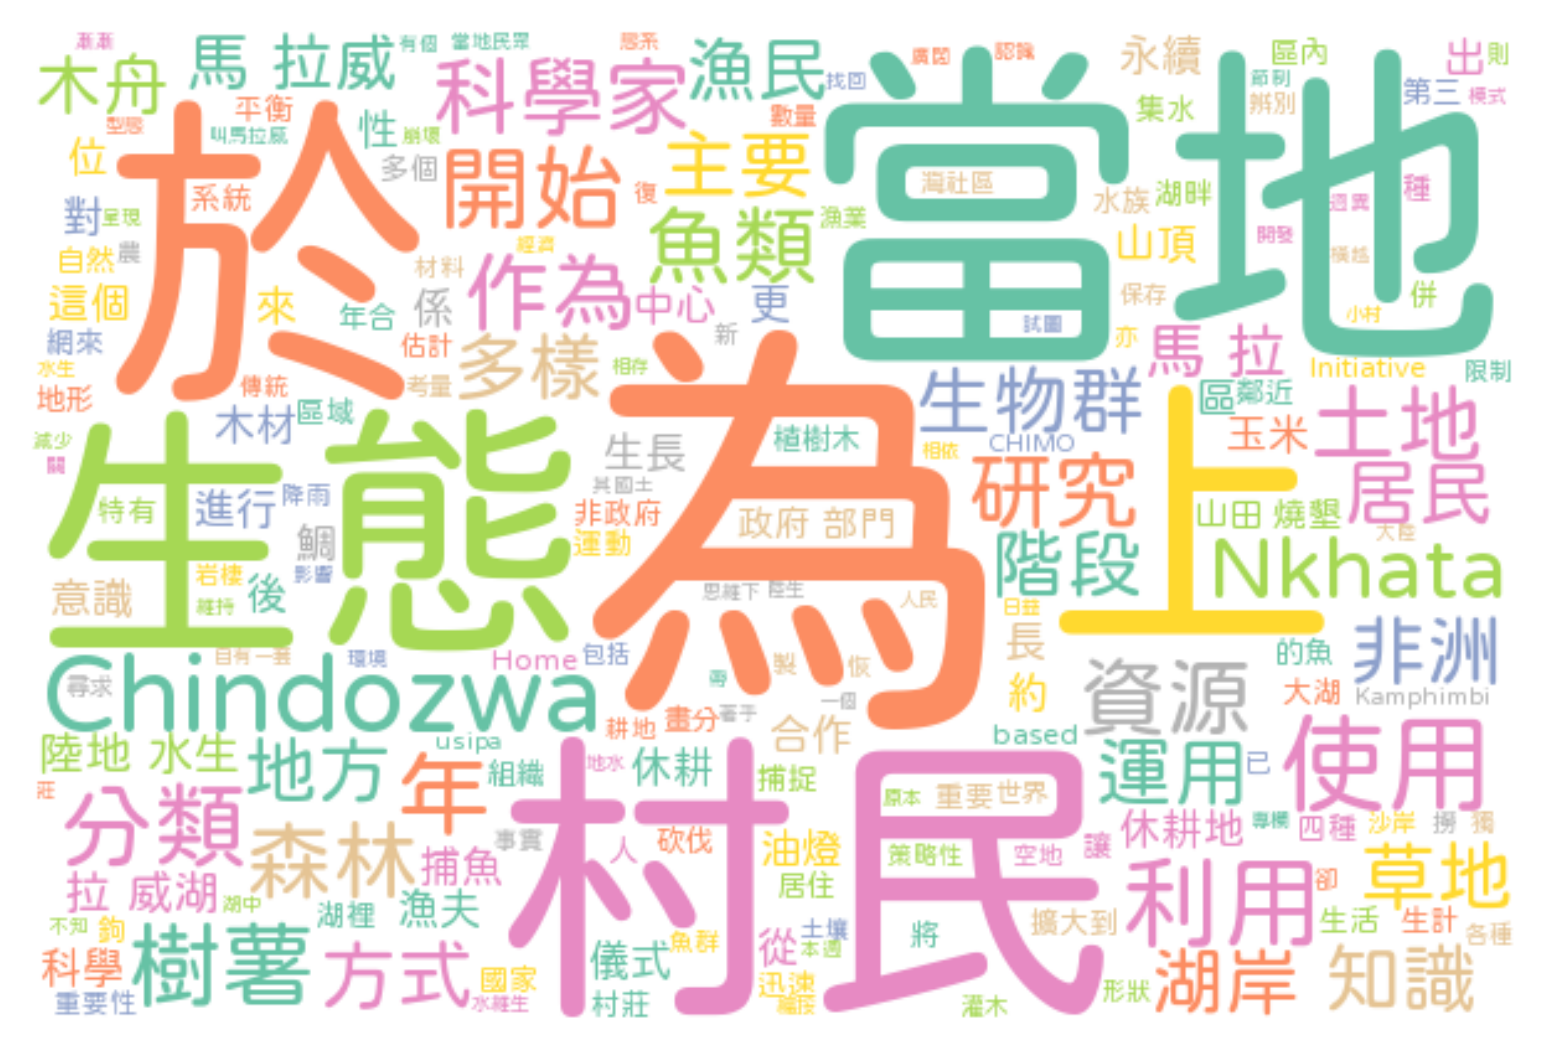 漸漸
馬 拉威
有個
當地民眾
漁民
廣闊
認識
永續
區內
出
則
木舟
科學家
找回
節制
第三
模式
型態
平衡
叫馬拉威
性
崩壞
數量
當地
集水
辨別
位
於
多個
開始
主要
灣社區
系統
復
水族
湖畔
種
對
呈現
漁業
週異
自然
農
經濟
魚類
山頂
開發
橫越
這個
來
材料
作為
中心
更
保存
併
年合
係
新
試圖
小村
網來
估計
多樣
相存
亦
馬 拉
Initiative
限制
水生
傳統
考量
為
生物群
上
區
鄰近
地形
區域
木材
植樹木
CHIMO
玉米
土地
減少
生態
生長
相依
關
其國土
研究
居民
特有
進行
降雨
非政府
政府 部門
山田 燒墾
大陸
鯛
運動
階段
Nkhata
岩棲
影響
思維下
陸生
人民
日益
意識
維持
後
長
非洲
環境
Home
包括
的魚
Chindozwa
尋求
製
恢
約
資源
大湖
Kamphimbi
耕地
畫分
著手
一個
陸地 水生
地方
usipa
合作
based
運用
已
使用
年
組織
地水
休耕
捕捉
分類
村民
原本
重要
世界
休耕地
專欄
四種
沙岸
撈
獨
森林
事實
人
砍伐
油燈
策略性
空地
讓
草地
捕魚
拉 威湖
居住
利用
卻
湖中
湖裡
漁夫
不知
鉤
魚群
從
土壤
將
擴大到
生活
生計
各種
樹薯
方式
儀式
本週
科學
國家
迅速
湖岸
知識
重要性
水維生
村莊
灌木
形狀